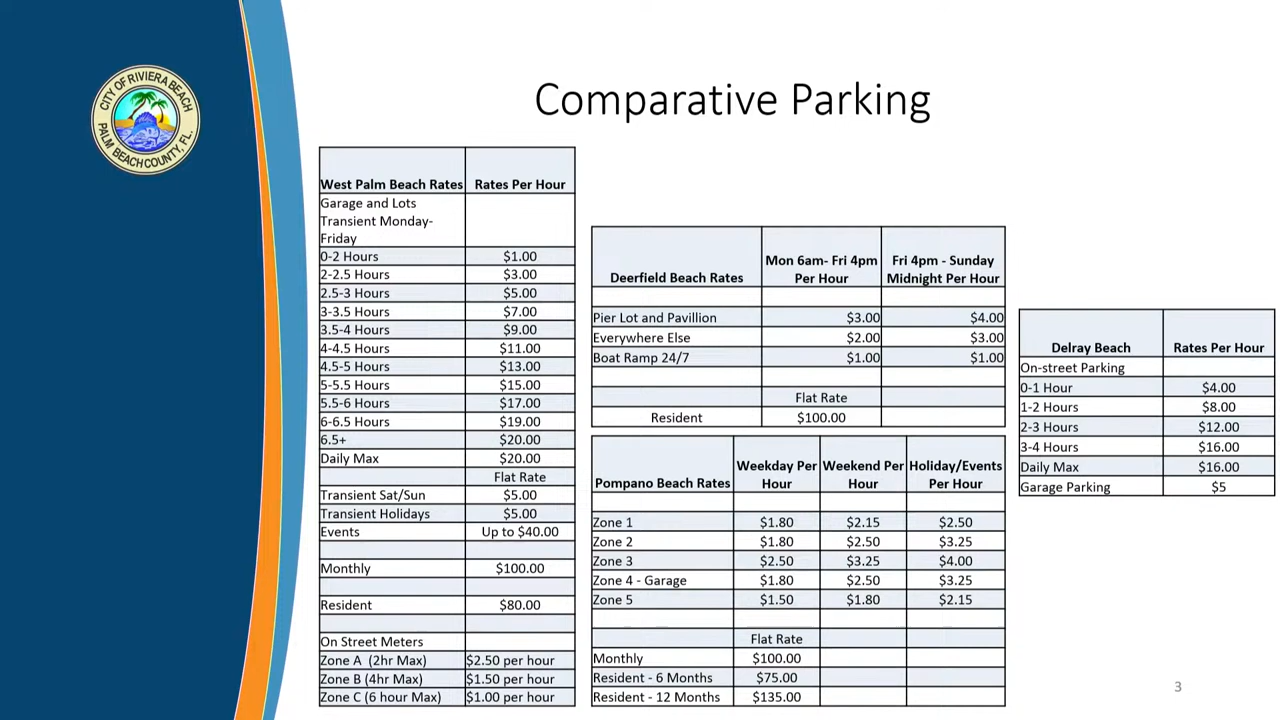 CITY OF RIVIERA BEACH
PALM BEACH COUNTY, FL.
Comparative Parking
West Palm Beach Rates Rates Per Hour
Garage and Lots
Transient Monday-
Friday
0-2 Hours $1.00
2-2.5 Hours $3.00
2.5-3 Hours $5.00
3-3.5 Hours $7.00
3.5-4 Hours $9.00
4-4.5 Hours $11.00
4.5-5 Hours $13.00
5-5.5 Hours $15.00
5.5-6 Hours $17.00
6-6.5 Hours $19.00
6.5+ $20.00
Daily Max $20.00
Flat Rate
Transient Sat/Sun $5.00
Transient Holidays $5.00
Events Up to $40.00
Monthly $100.00
Resident $80.00
On Street Meters
Zone A (2hr Max) $2.50 per hour
Zone B (4hr Max) $1.50 per hour
Zone C (6 hour Max) $1.00 per hour
Mon 6am- Fri 4pm Fri 4pm - Sunday
Deerfield Beach Rates Per Hour Midnight Per Hour
Pier Lot and Pavillion $3.00 $4.00
Everywhere Else $2.00 $3.00
Boat Ramp 24/7 $1.00 $1.00
Flat Rate
Resident $100.00
Weekday Per Weekend Per Holiday/Events
Pompano Beach Rates Hour Hour Per Hour
Zone 1 $1.80 $2.15 $2.50
Zone 2 $1.80 $2.50 $3.25
Zone 3 $2.50 $3.25 $4.00
Zone 4 - Garage $1.80 $2.50 $3.25
Zone 5 $1.50 $1.80 $2.15
Flat Rate
Monthly $100.00
Resident - 6 Months $75.00
Resident - 12 Months $135.00
Delray Beach Rates Per Hour
On-street Parking
0-1 Hour $4.00
1-2 Hours $8.00
2-3 Hours $12.00
3-4 Hours $16.00
Daily Max $16.00
Garage Parking $5
3